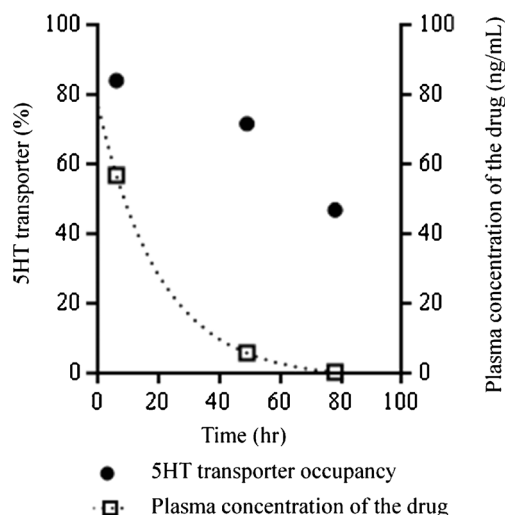 100
100
80
80
60
60
40
40
20
20
0
0
0 20 40 60 80 100
5HT transporter (%)
Plasma concentration of the drug (ng/mL)
Time (hr)
5HT transporter occupancy
Plasma concentration of the drug